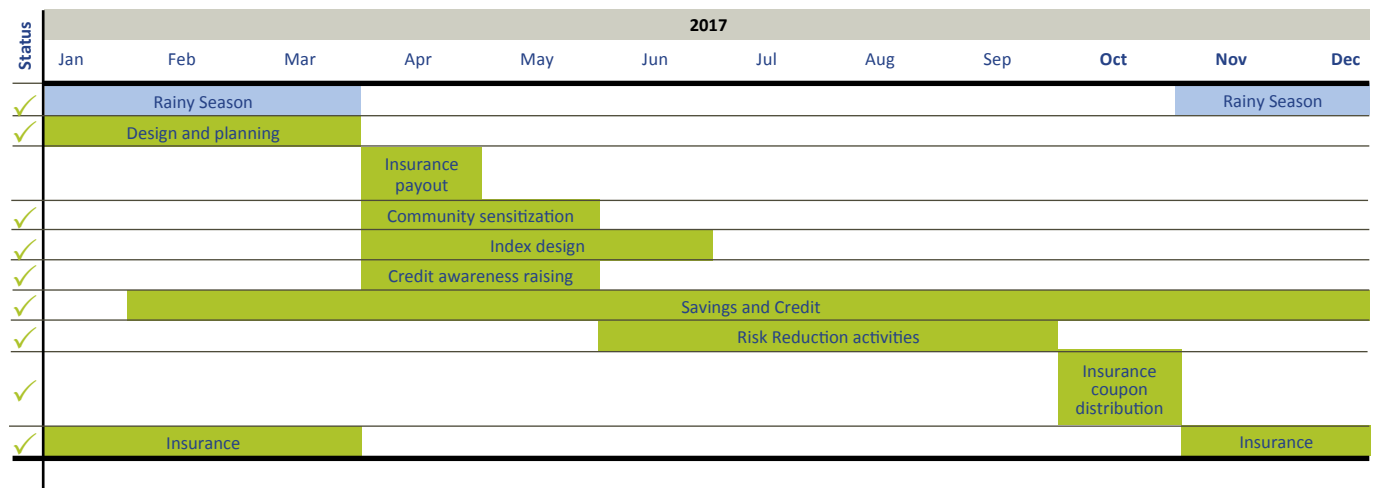 2017
Status
Jan Feb Mar Apr May Jun Jul Aug Sep Oct Nov Dec
Rainy Season Rainy Season
Design and planning
Insurance
payout
Community sensitization
Index design
Credit awareness raising
Savings and Credit
Risk Reduction activities
Insurance
coupon
distribution
Insurance Insurance